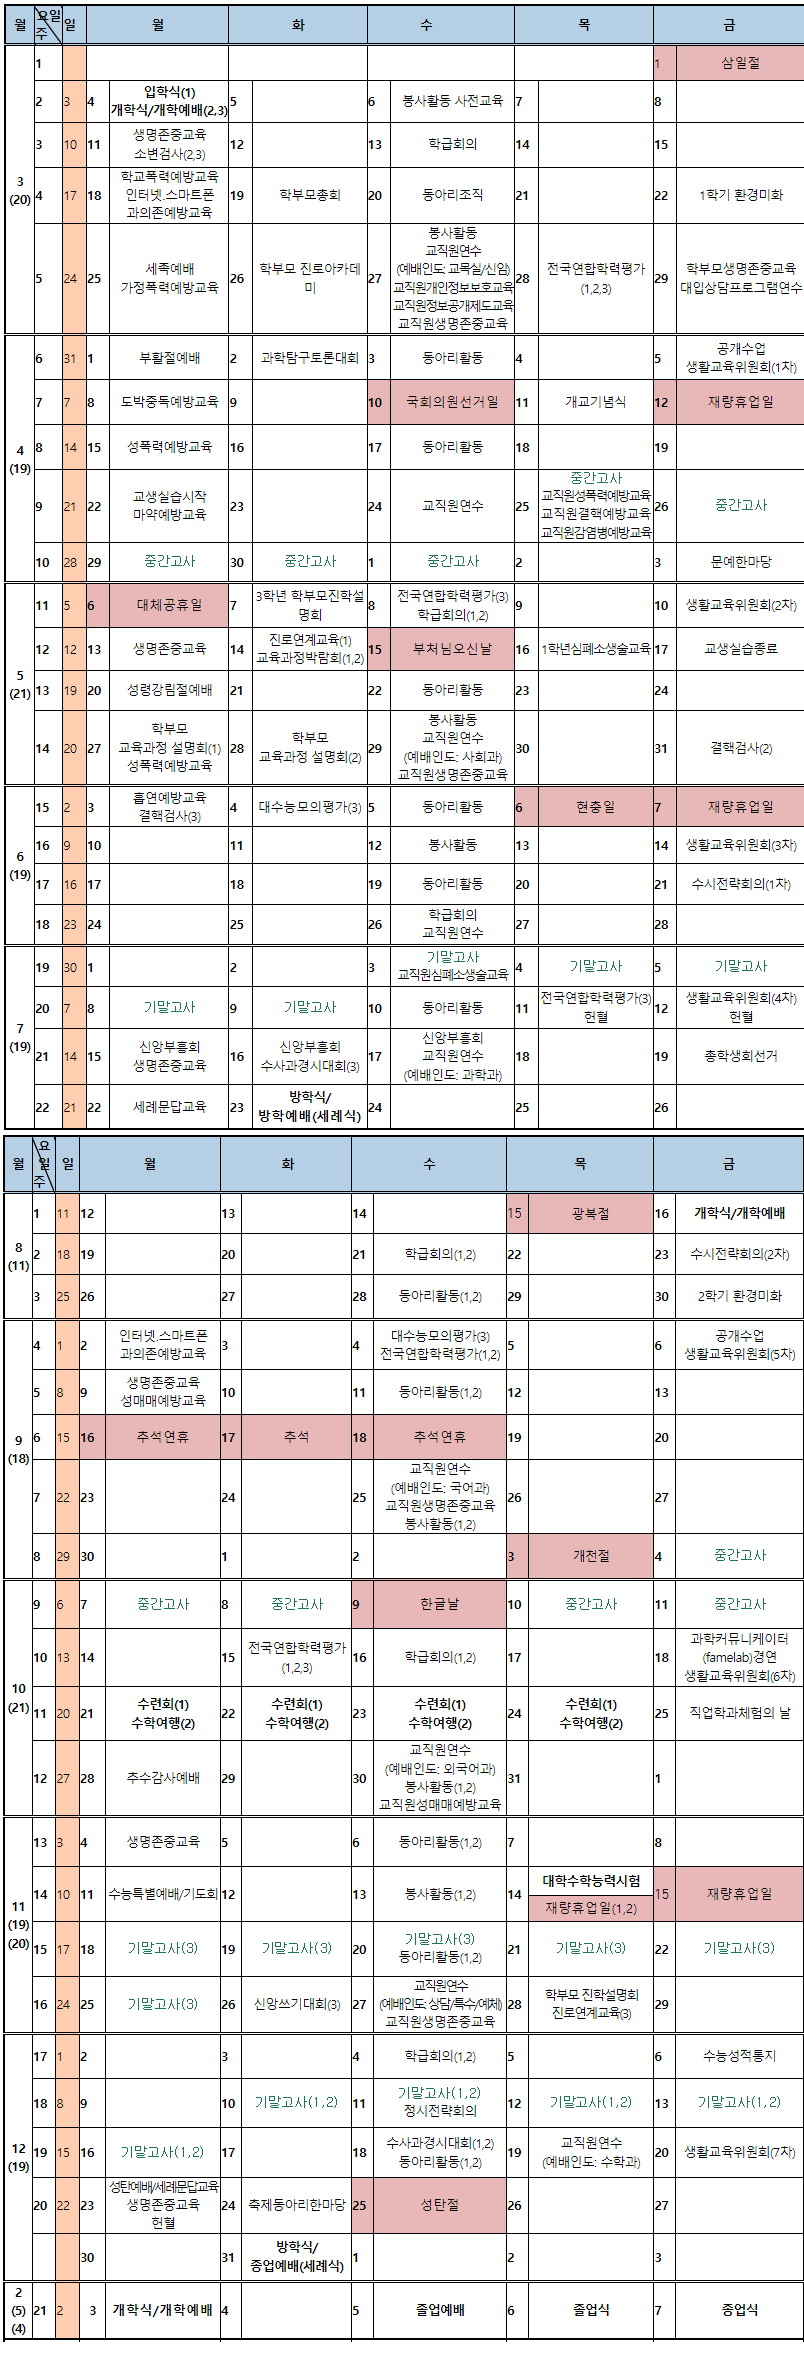 월 요일 주 일 월 화 수 목 금
3
(20)
1 1 삼일절
2 3 4 입학식(1)
개학식/개학예배(2,3) 5 6 봉사활동 사전교육 7 8
3 10 11 생명존중교육
소변검사(2,3) 12 13 학급회의 14 15
4 17 18 학교폭력예방교육
인터넷.스마트폰
과의존예방교육 19 학부모총회 20 동아리조직 21 22 1학기 환경미화
5 24 25 세족예배
가정폭력예방교육 26 학부모 진로아카데
미 27 봉사활동
교직원연수
(예배인도: 교목실/신임)
교직원개인정보보호교육
교직원정보공개제도교육
교직원생명존중교육 28 전국연합학력평가
(1,2,3) 29 학부모생명존중교육
대입상담프로그램연수
4
(19)
6 31 1 부활절예배 2 과학탐구토론대회 3 동아리활동 4 5 공개수업
생활교육위원회(1차)
7 7 8 도박중독예방교육 9 10 국회의원선거일 11 개교기념식 12 재량휴업일
8 14 15 성폭력예방교육 16 17 동아리활동 18 19
9 21 22 교생실습시작
마약예방교육 23 24 교직원연수 25 중간고사
교직원성폭력예방교육
교직원결핵예방교육
교직원감염병예방교육 26 중간고사
10 28 29 중간고사 30 중간고사 1 중간고사 2 3 문예한마당
5
(21)
11 5 6 대체공휴일 7 3학년 학부모진학설
명회 8 전국연합학력평가(3)
학급회의(1,2) 9 10 생활교육위원회(2차)
12 12 13 생명존중교육 14 진로연계교육(1)
교육과정박람회(1,2) 15 부처님오신날 16 1학년심폐소생술교육 17 교생실습종료
13 19 20 성령강림절예배 21 22 동아리활동 23 24
14 20 27 학부모
교육과정 설명회(1)
성폭력예방교육 28 학부모
교육과정 설명회(2) 29 봉사활동
교직원연수
(예배인도: 사회과)
교직원생명존중교육 30 31 결핵검사(2)
6
(19)
15 2 3 흡연예방교육
결핵검사(3) 4 대수능모의평가(3) 5 동아리활동 6 현충일 7 재량휴업일
16 9 10 11 12 봉사활동 13 14 생활교육위원회(3차)
17 16 17 18 19 동아리활동 20 21 수시전략회의(1차)
18 23 24 25 26 학급회의
교직원연수 27 28
7
(19)
19 30 1 2 3 기말고사
교직원심폐소생술교육 4 기말고사 5 기말고사
20 7 8 기말고사 9 기말고사 10 동아리활동 11 전국연합학력평가(3)
헌혈 12 생활교육위원회(4차)
헌혈
21 14 15 신앙부흥회
생명존중교육 16 신앙부흥회
수사과경시대회(3) 17 신앙부흥회
교직원연수
(예배인도: 과학과) 18 19 총학생회선거
22 21 22 세례문답교육 23 방학식/
방학예배(세례식) 24 25 26
월 요일 주 일 월 화 수 목 금
8
(11)
1 11 12 13 14 15 광복절 16 개학식/개학예배
2 18 19 20 21 학급회의(1,2) 22 23 수시전략회의(2차)
3 25 26 27 28 동아리활동(1,2) 29 30 2학기 환경미화
9
(18)
4 1 2 인터넷.스마트폰
과의존예방교육 3 4 대수능모의평가(3)
전국연합학력평가(1,2) 5 6 공개수업
생활교육위원회(5차)
5 8 9 생명존중교육
성매매예방교육 10 11 동아리활동(1,2) 12 13
6 15 16 추석연휴 17 추석 18 추석연휴 19 20
7 22 23 24 25 교직원연수
(예배인도: 국어과)
교직원생명존중교육
봉사활동(1,2) 26 27
8 29 30 1 2 3 개천절 4 중간고사
10
(21)
9 6 7 중간고사 8 중간고사 9 한글날 10 중간고사 11 중간고사
10 13 14 15 전국연합학력평가
(1,2,3) 16 학급회의(1,2) 17 18 과학커뮤니케이터
(famelab)경연
생활교육위원회(6차)
11 20 21 수련회(1)
수학여행(2) 22 수련회(1)
수학여행(2) 23 수련회(1)
수학여행(2) 24 수련회(1)
수학여행(2) 25 직업학과체험의 날
12 27 28 추수감사예배 29 30 교직원연수
(예배인도: 외국어과)
봉사활동(1,2)
교직원성매매예방교육 31 1
11
(19)
(20)
13 3 4 생명존중교육 5 6 동아리활동(1,2) 7 8
14 10 11 수능특별예배/기도회 12 13 봉사활동(1,2) 14 대학수학능력시험
재량휴업일(1,2) 15 재량휴업일
15 17 18 기말고사(3) 19 기말고사(3) 20 기말고사(3)
동아리활동(1,2) 21 기말고사(3) 22 기말고사(3)
16 24 25 기말고사(3) 26 신앙쓰기대회(3) 27 교직원연수
(예배인도: 상담/특수/예체)
교직원생명존중교육 28 학부모 진학설명회
진로연계교육(3) 29
12
(19)
17 1 2 3 4 학급회의(1,2) 5 6 수능성적통지
18 8 9 10 기말고사(1,2) 11 기말고사(1,2)
정시전략회의 12 기말고사(1,2) 13 기말고사(1,2)
19 15 16 기말고사(1,2) 17 18 수사과경시대회(1,2)
동아리활동(1,2) 19 교직원연수
(예배인도: 수학과) 20 생활교육위원회(7차)
20 22 23 성탄예배/세례문답교육
생명존중교육
헌혈 24 축제동아리한마당 25 성탄절 26 27
30 31 방학식/
종업예배(세례식) 1 2 3
2
(5)
(4)
21 2 3 개학식/개학예배 4 5 졸업예배 6 졸업식 7 종업식